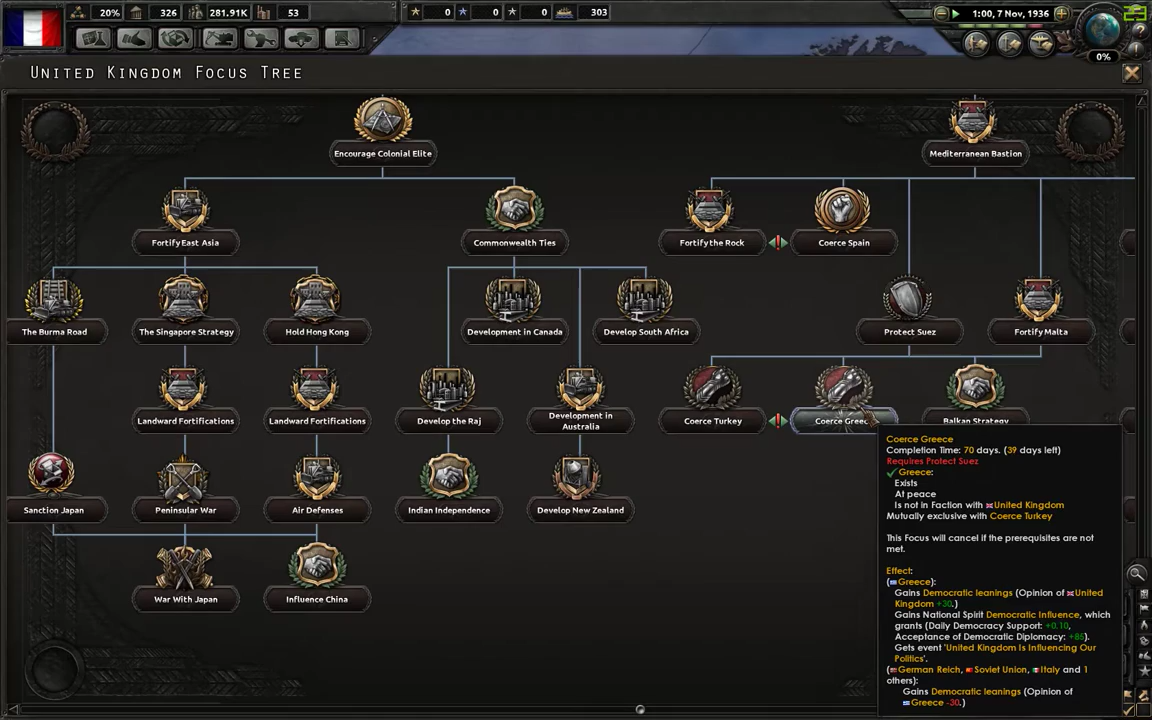 20%
326
281.91K
53
0
0
0
303
1:00, 7 Nov, 1936
23
0%
United Kingdom Focus Tree
Encourage Colonial Elite
Mediterranean Bastion
Fortify East Asia
Commonwealth Ties
Fortify the Rock
Coerce Spain
The Burma Road
The Singapore Strategy
Hold Hong Kong
Development in Canada
Develop South Africa
Protect Suez
Fortify Malta
Landward Fortifications
Landward Fortifications
Develop the Raj
Development in
Australia
Coerce Turkey
Coerce Greec
Balkan Strategy
Sanction Japan
Peninsular War
Air Defenses
Indian Independence
Develop New Zealand
War With Japan
Influence China
Coerce Greece
Completion Time: 70 days. (39 days left)
Requires Protect Suez
Greece:
Exists
At peace
Is not in Faction with United Kingdom
Mutually exclusive with Coerce Turkey
This Focus will cancel if the prerequisites are not
met.
Effect:
(Greece):
Gains Democratic leanings (Opinion of United
Kingdom +30.)
Gains National Spirit Democratic Influence, which
grants (Daily Democracy Support: +0.10,
Acceptance of Democratic Diplomacy: +86).
Gets event 'United Kingdom Is Influencing Our
Politics'.
(German Reich, Soviet Union, Italy and 1
others):
Gains Democratic leanings (Opinion of
Greece -30.)